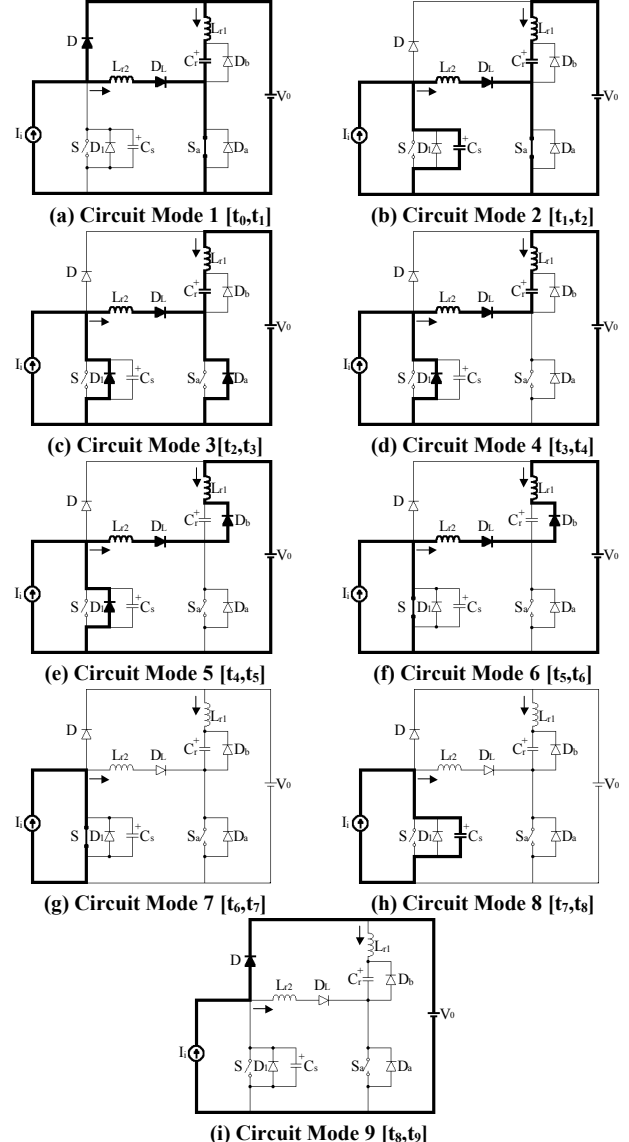 D
Lr1
Cr+
Db
Lr2
DL
V0
Ii
S
D1
+
Cs
Sa
Da
(a) Circuit Mode 1 [t0,t1]
D
Lr1
Cr+
Db
Lr2
DL
V0
Ii
S
D1
+
Cs
Sa
Da
(b) Circuit Mode 2 [t1,t2]
D
Lr1
Cr+
Db
Lr2
DL
V0
Ii
S
D1
+
Cs
Sa
Da
(c) Circuit Mode 3[t2,t3]
D
Lr1
Cr+
Db
Lr2
DL
V0
Ii
S
D1
+
Cs
Sa
Da
(d) Circuit Mode 4 [t3,t4]
D
Lr1
Cr+
Db
Lr2
DL
V0
Ii
S
D1
+
Cs
Sa
Da
(e) Circuit Mode 5 [t4,t5]
D
Lr1
Cr+
Db
Lr2
DL
V0
Ii
S
D1
+
Cs
Sa
Da
(f) Circuit Mode 6 [t5,t6]
D
Lr1
Cr+
Db
Lr2
DL
V0
Ii
S
D1
+
Cs
Sa
Da
(g) Circuit Mode 7 [t6,t7]
D
Lr1
Cr+
Db
Lr2
DL
V0
Ii
S
D1
+
Cs
Sa
Da
(h) Circuit Mode 8 [t7,t8]
D
Lr1
Cr+
Db
Lr2
DL
V0
Ii
S
D1
+
Cs
Sa
Da
(i) Circuit Mode 9 [t8,t9]